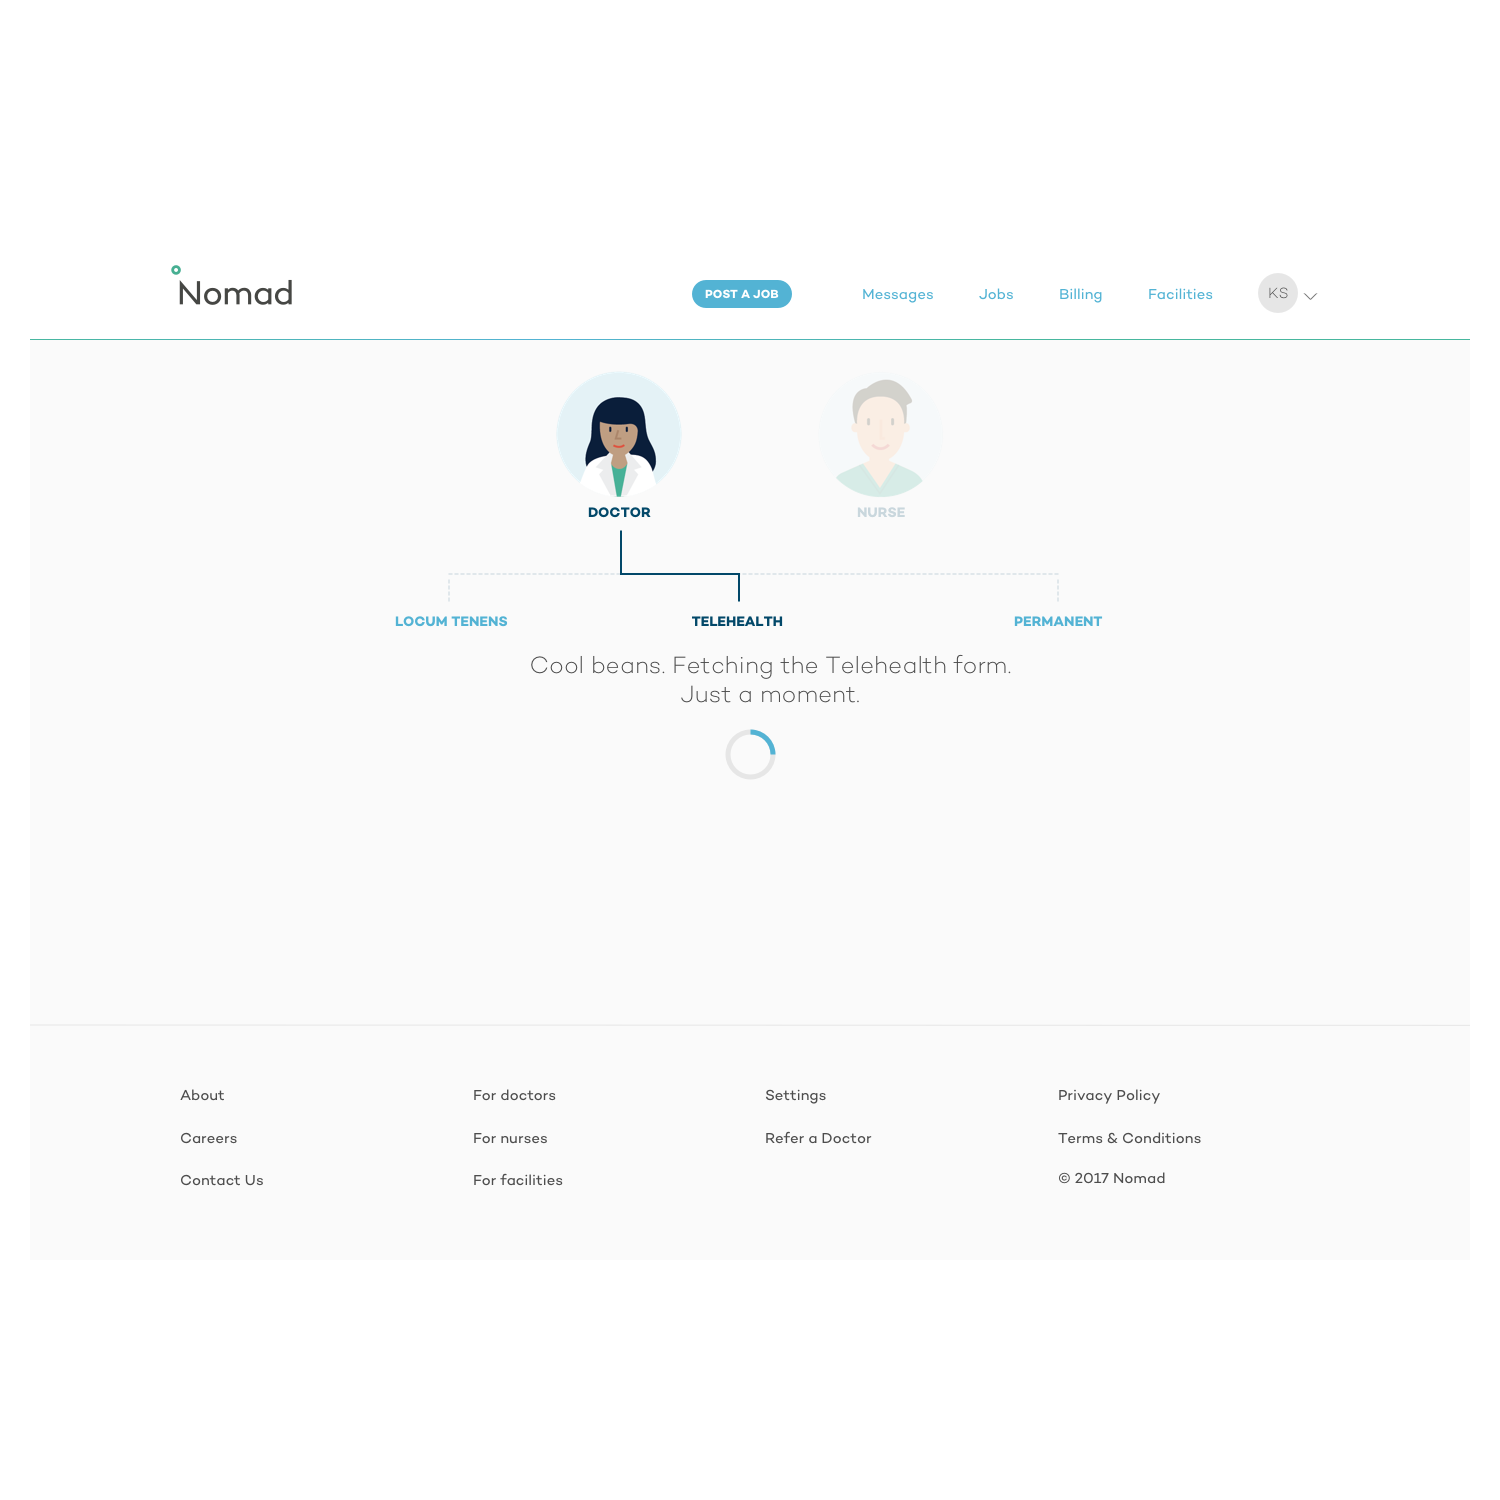 Nomad
POST A JOB
Messages
Jobs
Billing
Facilities
KS
DOCTOR
NURSE
LOCUM TENENS
TELEHEALTH
PERMANENT
Cool beans. Fetching the Telehealth form.
Just a moment.
About
Careers
Contact Us
For doctors
For nurses
For facilities
Settings
Refer a Doctor
Privacy Policy
Terms & Conditions
© 2017 Nomad